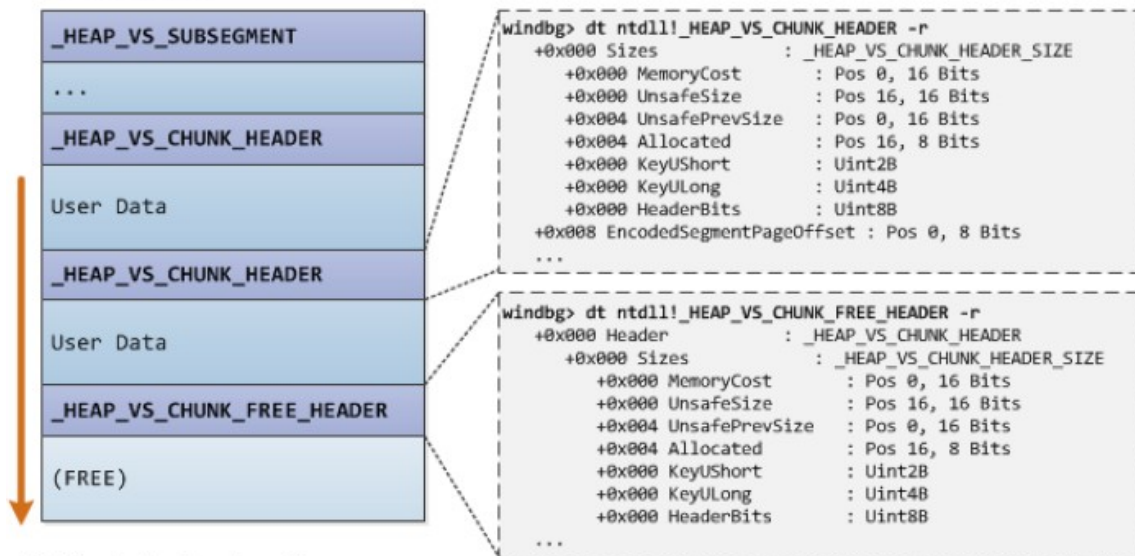 _HEAP_VS_SUBSEGMENT
...
_HEAP_VS_CHUNK_HEADER
User Data
_HEAP_VS_CHUNK_HEADER
User Data
_HEAP_VS_CHUNK_FREE_HEADER
(FREE)
windbg> dt ntdll!_HEAP_VS_CHUNK_HEADER -r
+0x000 Sizes : _HEAP_VS_CHUNK_HEADER_SIZE
+0x000 MemoryCost : Pos 0, 16 Bits
+0x000 UnsafeSize : Pos 16, 16 Bits
+0x004 UnsafePrevSize : Pos 0, 16 Bits
+0x004 Allocated : Pos 16, 8 Bits
+0x000 KeyUShort : Uint2B
+0x000 KeyULong : Uint4B
+0x000 HeaderBits : Uint8B
+0x008 EncodedSegmentPageOffset : Pos 0, 8 Bits
...
windbg> dt ntdll!_HEAP_VS_CHUNK_FREE_HEADER -r
+0x000 Header : _HEAP_VS_CHUNK_HEADER
+0x000 Sizes : _HEAP_VS_CHUNK_HEADER_SIZE
+0x000 MemoryCost : Pos 0, 16 Bits
+0x000 UnsafeSize : Pos 16, 16 Bits
+0x004 UnsafePrevSize : Pos 0, 16 Bits
+0x004 Allocated : Pos 16, 8 Bits
+0x000 KeyUShort : Uint2B
+0x000 KeyULong : Uint4B
+0x000 HeaderBits : Uint8B
...